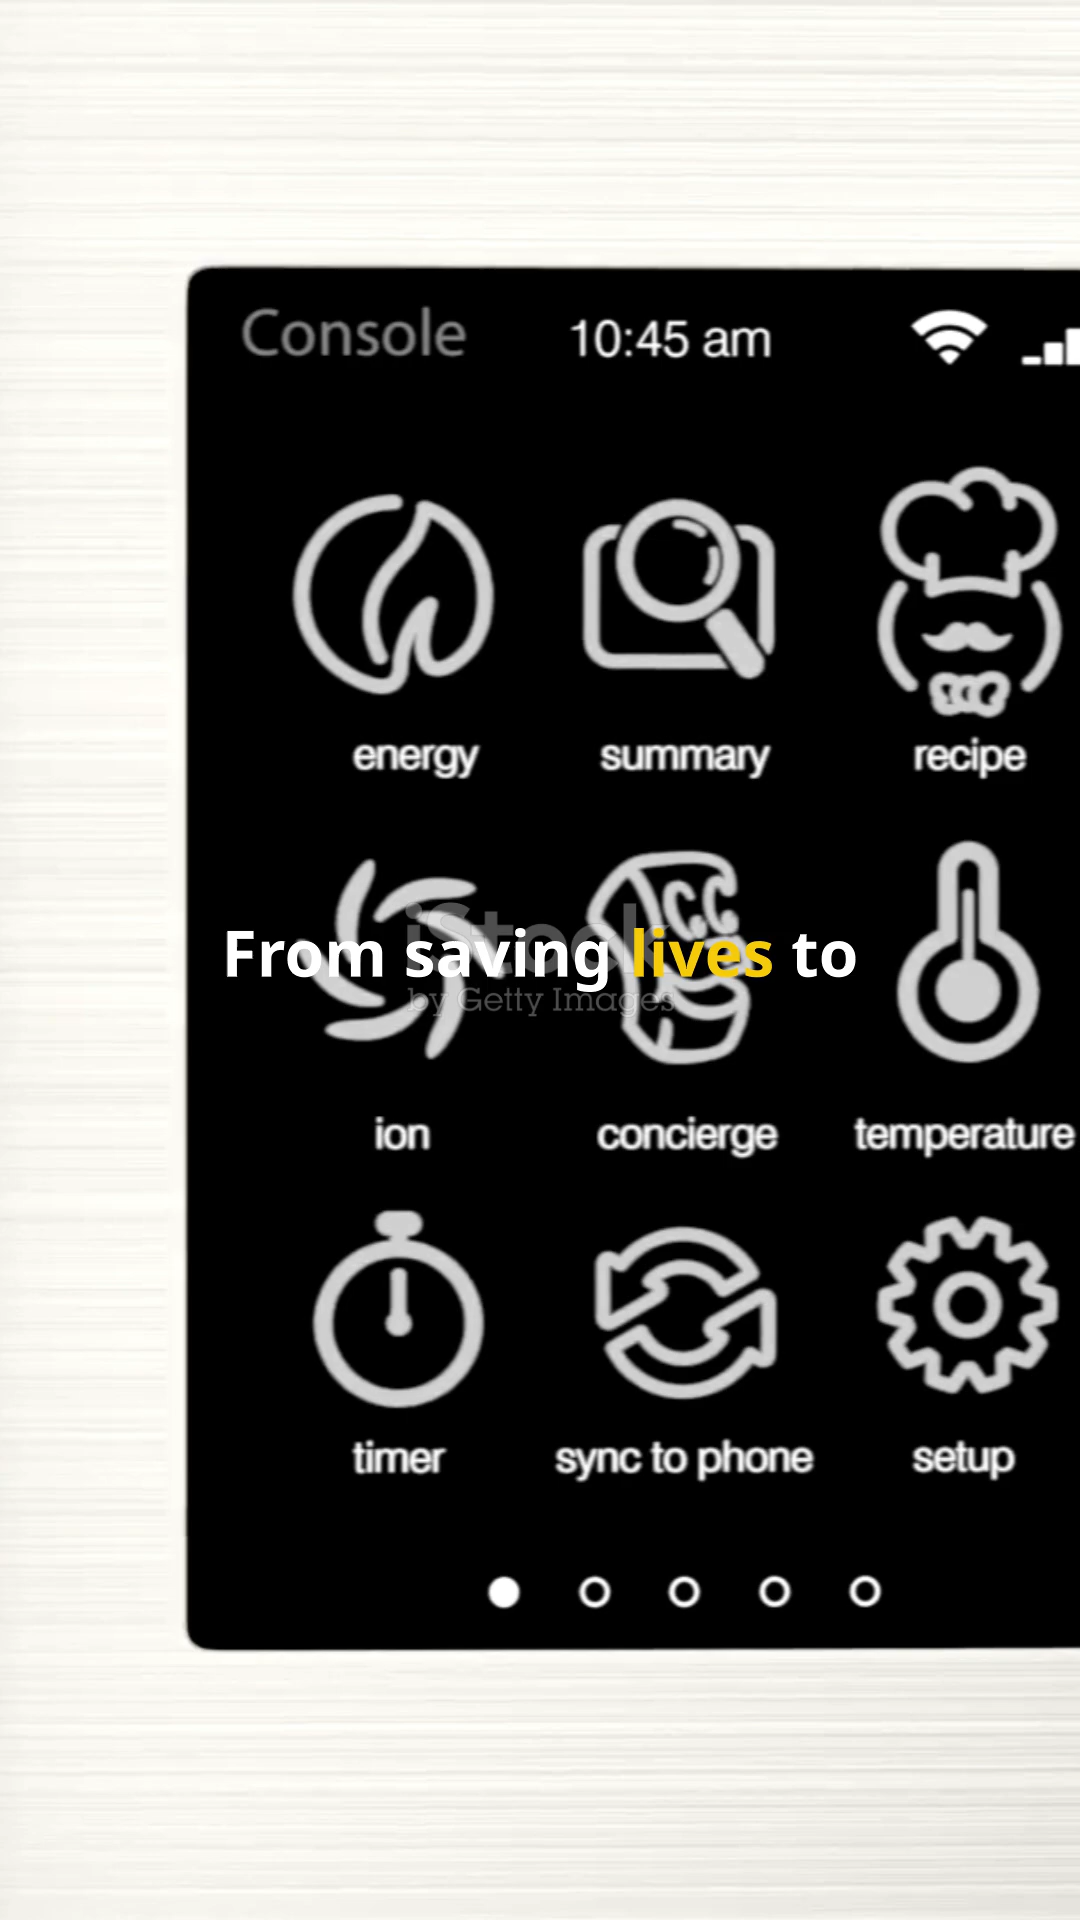 Console 10:45 am
energy summary recipe
iStock
From saving lives to
by Getty Images
ion concierge temperature
timer sync to phone setup